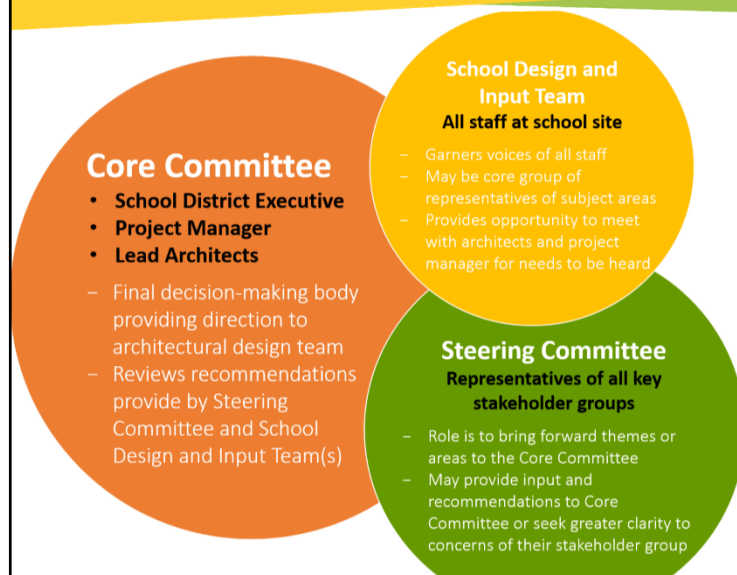 Core Committee
• School District Executive
• Project Manager
• Lead Architects
– Final decision-making body
providing direction to
architectural design team
– Reviews recommendations
provide by Steering
Committee and School
Design and Input Team(s)
School Design and
Input Team
All staff at school site
– Garners voices of all staff
– May be core group of
representatives of subject areas
– Provides opportunity to meet
with architects and project
manager for needs to be heard
Steering Committee
Representatives of all key
stakeholder groups
– Role is to bring forward themes or
areas to the Core Committee
– May provide input and
recommendations to Core
Committee or seek greater clarity to
concerns of their stakeholder group